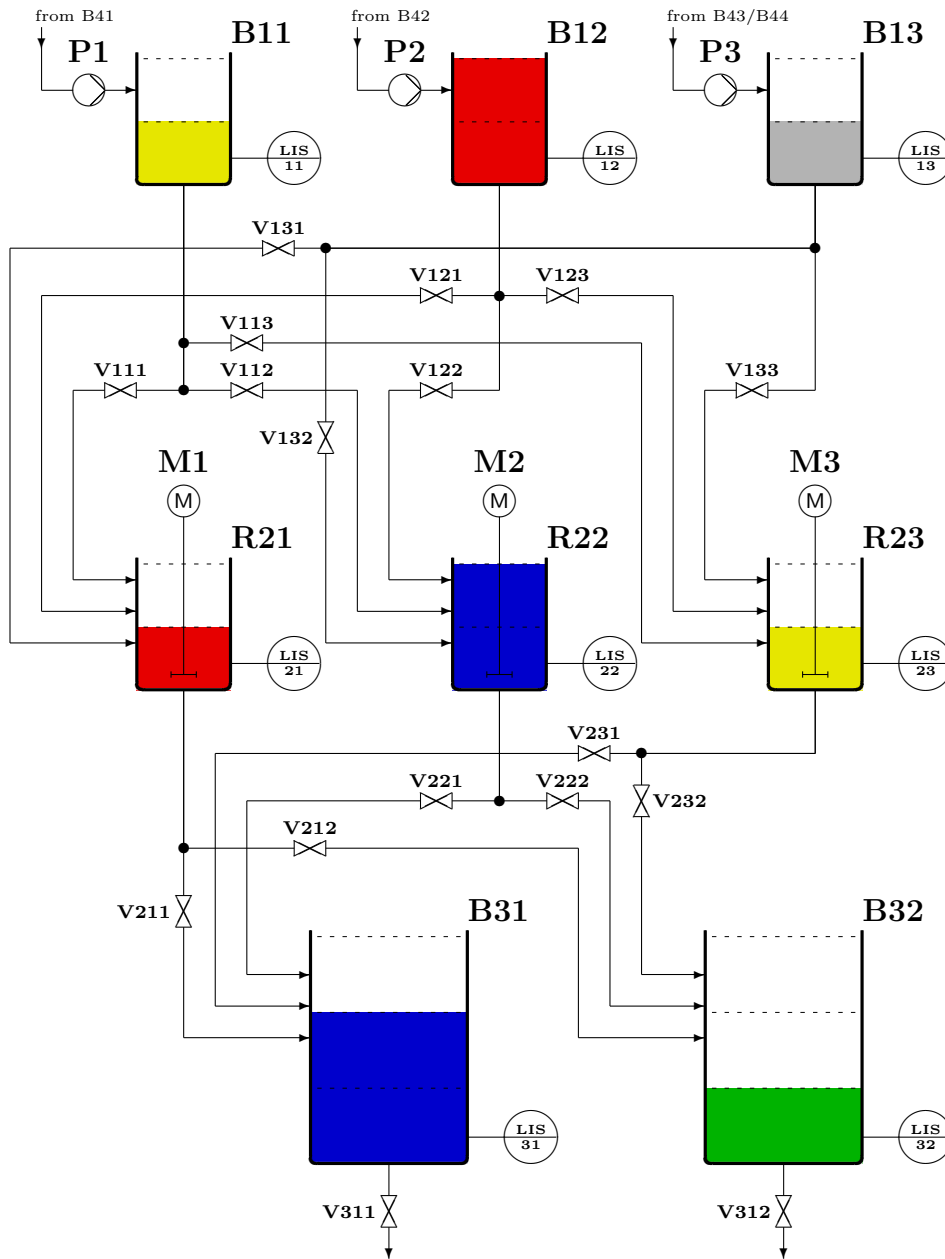 from B41
from B42
from B43/B44
P1
B11
P2
B12
P3
B13
LIS
11
LIS
12
LIS
13
V131
V121
V123
V113
V111
V112
V122
V133
V132
M1
M2
M3
M
M
M
R21
R22
R23
LIS
21
LIS
22
LIS
23
V231
V221
V222
V232
V212
V211
B31
B32
LIS
31
LIS
32
V311
V312